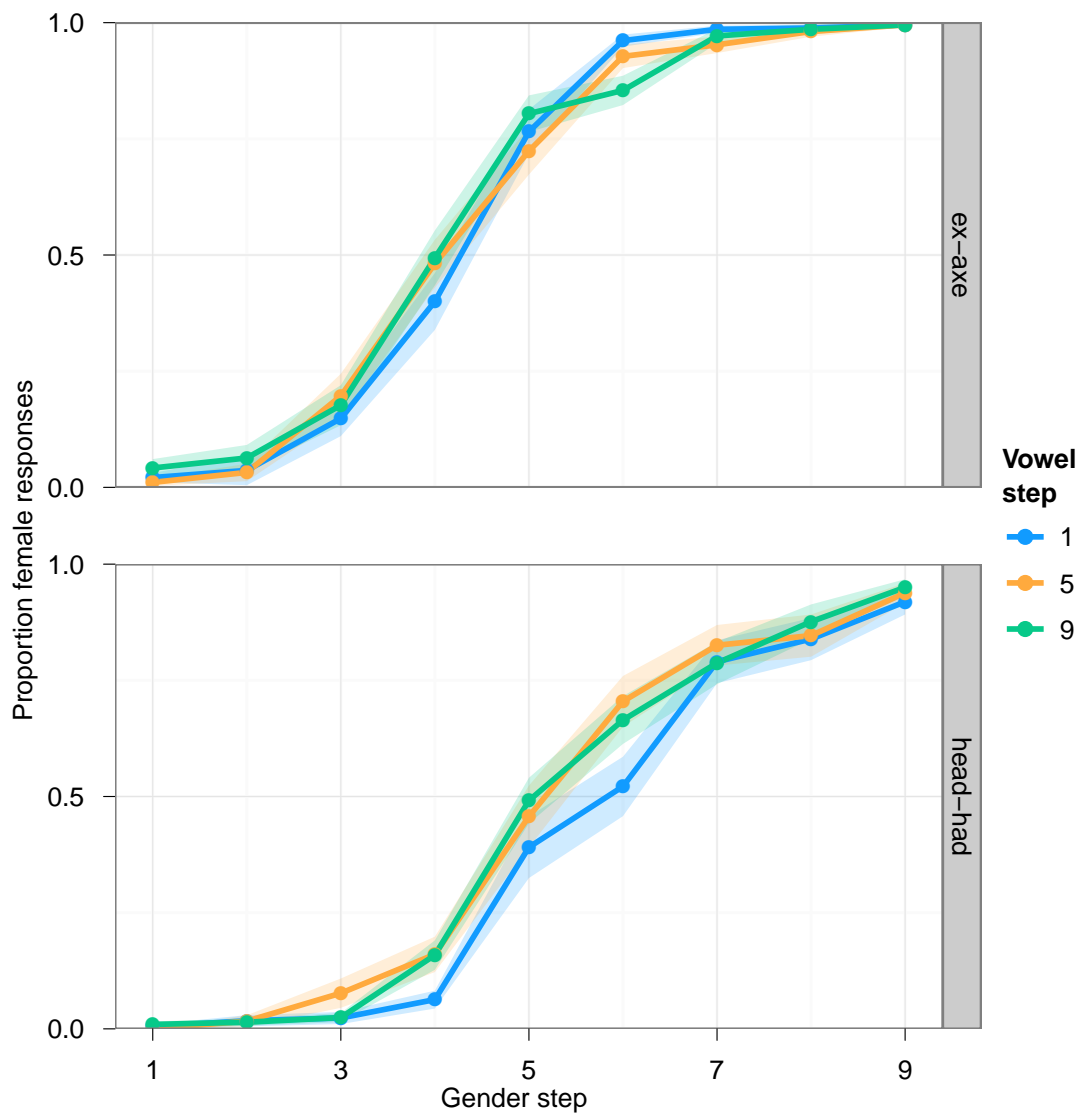 1.0
0.5
0.0
ex−axe
1.0
0.5
0.0
head−had
1 3 5 7 9
Gender step
Proportion female responses
Vowel
step
1
5
9